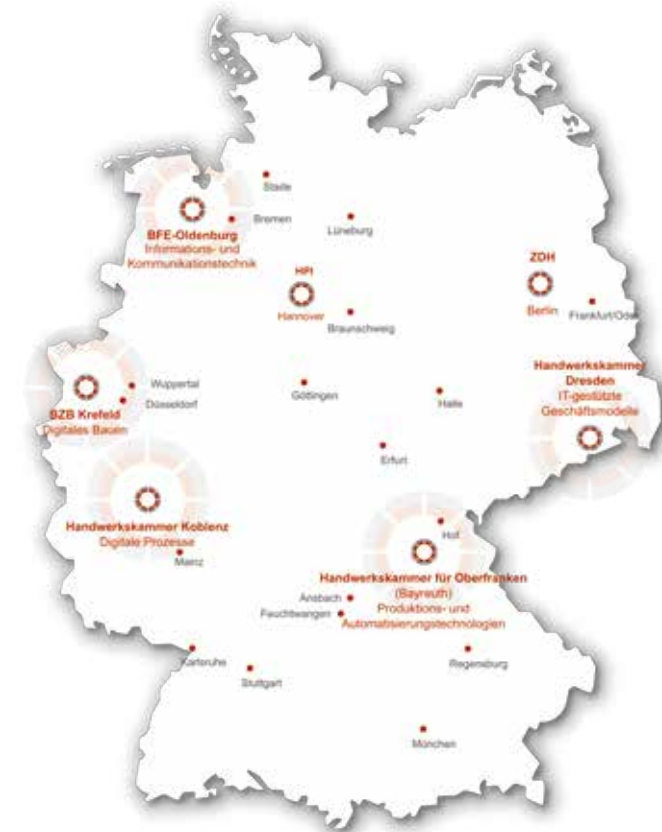 Stade
Bremen
Lüneburg
BFE-Oldenburg
Informations- und
Kommunikationstechnik
HPI
Hannover
ZDH
Berlin
Frankfurt/Oder
Braunschweig
Handwerkskammer
Dresden
IT-gestützte
Geschäftsmodelle
Wuppertal
Düsseldorf
BZB Krefeld
Digitales Bauen
Göttingen
Halle
Erfurt
Handwerkskammer Koblenz
Digitale Prozesse
Mainz
Hof
Handwerkskammer für Oberfranken
(Bayreuth)
Produktions- und
Automatisierungstechnologien
Ansbach
Feuchtwangen
Karlsruhe
Stuttgart
Regensburg
München